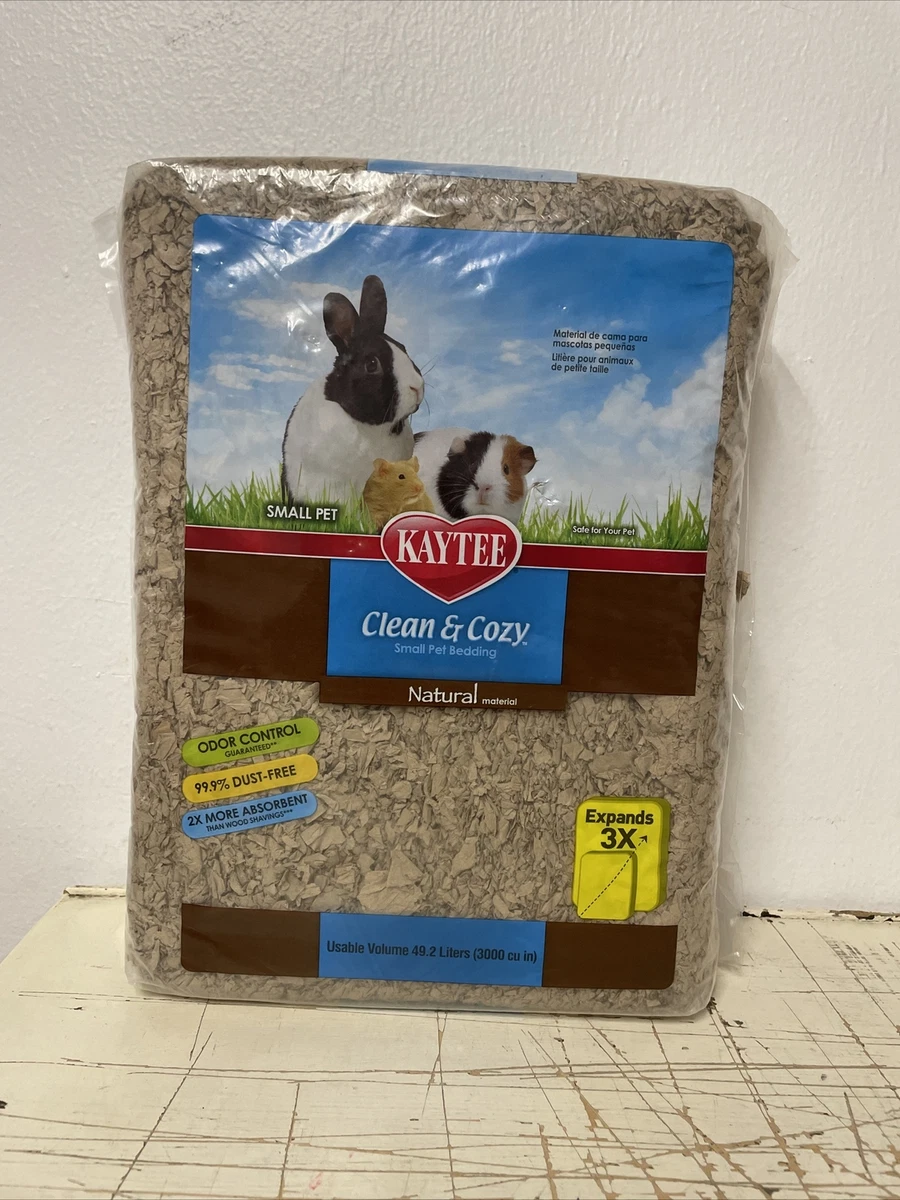 Material de cama para
mascotas pequeñas
Litière pour animaux
de petite taille
SMALL PET
Safe for Your Pet
KAYTEE
Clean & Cozy™
Small Pet Bedding
Natural material
ODOR CONTROL
GUARANTEED**
99.9% DUST-FREE
2X MORE ABSORBENT
THAN WOOD SHAVINGS***
Expands
3X
Usable Volume 49.2 Liters (3000 cu in)